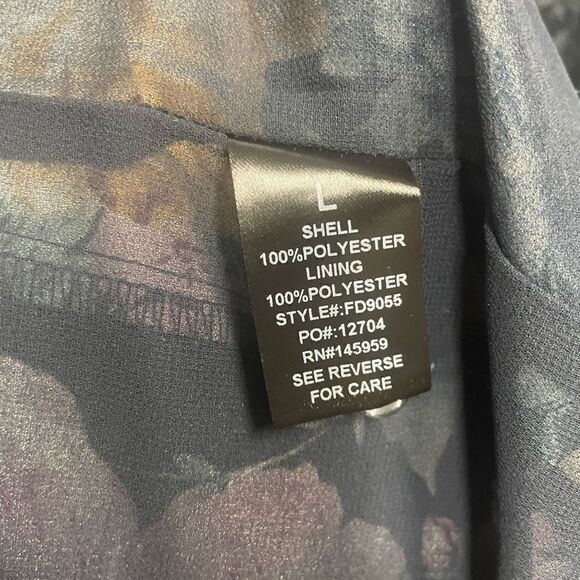 L
SHELL
100%POLYESTER
LINING
100%POLYESTER
STYLE#:FD9055
PO#:12704
RN#145959
SEE REVERSE
FOR CARE